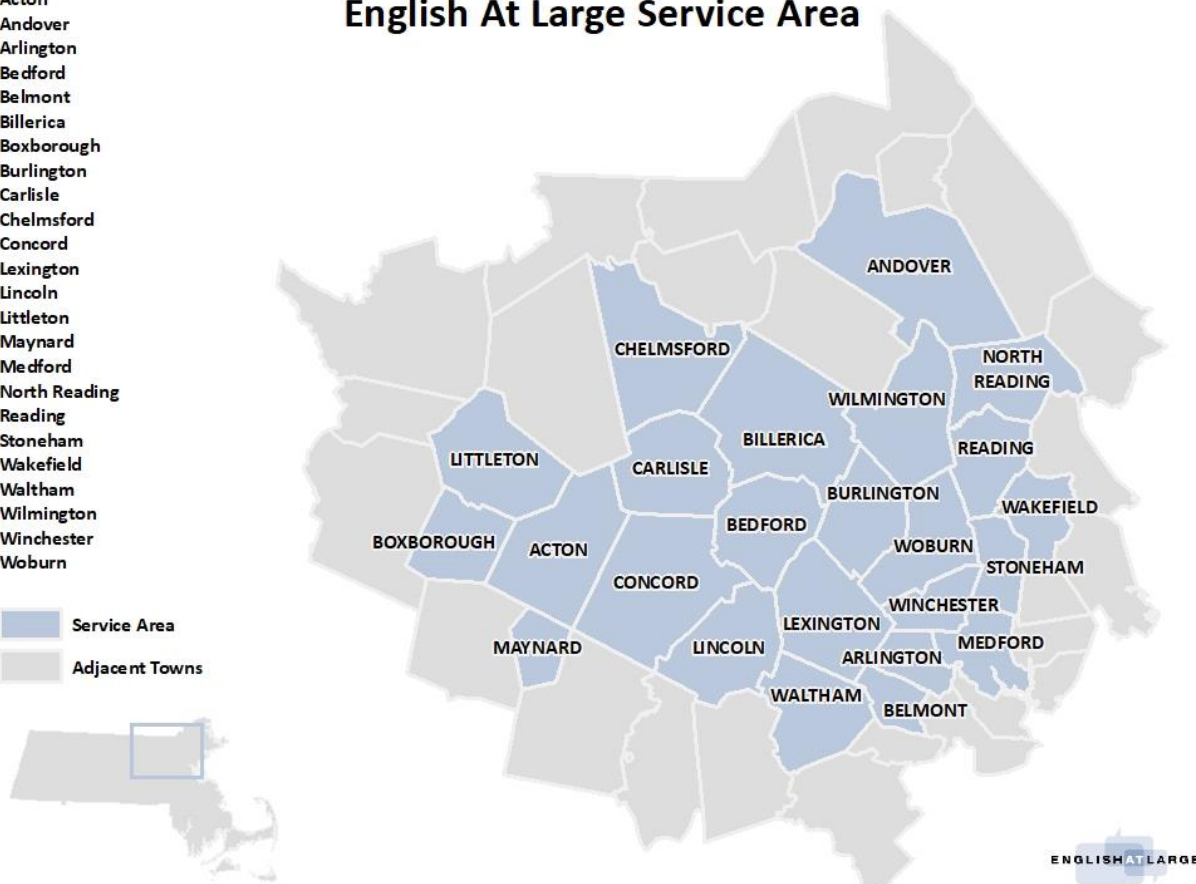 English At Large Service Area
Acton
Andover
Arlington
Bedford
Belmont
Billerica
Boxborough
Burlington
Carlisle
Chelmsford
Concord
Lexington
Lincoln
Littleton
Maynard
Medford
North Reading
Reading
Stoneham
Wakefield
Waltham
Wilmington
Winchester
Woburn
Service Area
Adjacent Towns
ANDOVER
CHELMSFORD
NORTH
READING
WILMINGTON
BILLERICA
READING
LITTLETON
CARLISLE
BURLINGTON
WAKEFIELD
BEDFORD
BOXBOROUGH
ACTON
WOBURN
STONEHAM
CONCORD
WINCHESTER
LEXINGTON
MAYNARD
LINCOLN
MEDFORD
ARLINGTON
WALTHAM
BELMONT
ENGLISHATLARGE